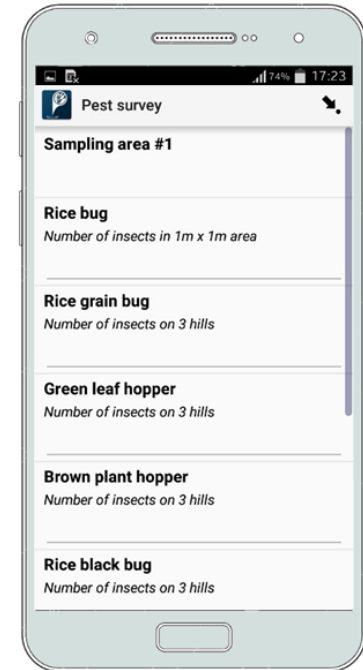 74% 17:23
Pest survey
Sampling area #1
Rice bug
Number of insects in 1m x 1m area
Rice grain bug
Number of insects on 3 hills
Green leaf hopper
Number of insects on 3 hills
Brown plant hopper
Number of insects on 3 hills
Rice black bug
Number of insects on 3 hills